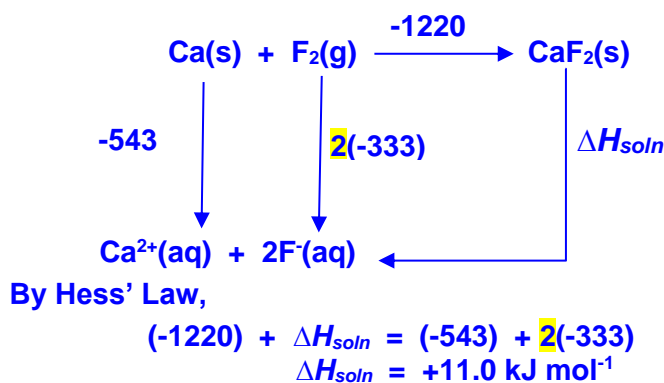 -1220
Ca(s) + F₂(g) CaF₂(s)
-543 2(-333) ΔHsoln
Ca²⁺(aq) + 2F⁻(aq)
By Hess’ Law,
(-1220) + ΔHsoln = (-543) + 2(-333)
ΔHsoln = +11.0 kJ mol⁻¹